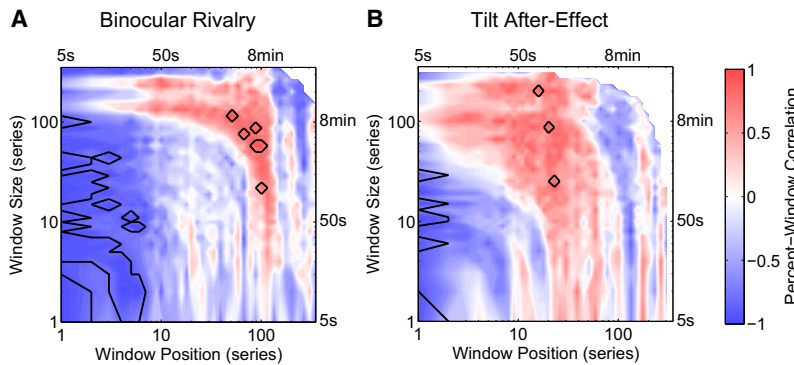 A Binocular Rivalry
5s 50s 8min
Window Size (series)
100
10
1
8min
50s
5s
1 10 100
Window Position (series)
B Tilt After-Effect
5s 50s 8min
Window Size (series)
100
10
1
8min
50s
5s
1 10 100
Window Position (series)
1
0.5
0
−0.5
−1
Percent−Window Correlation